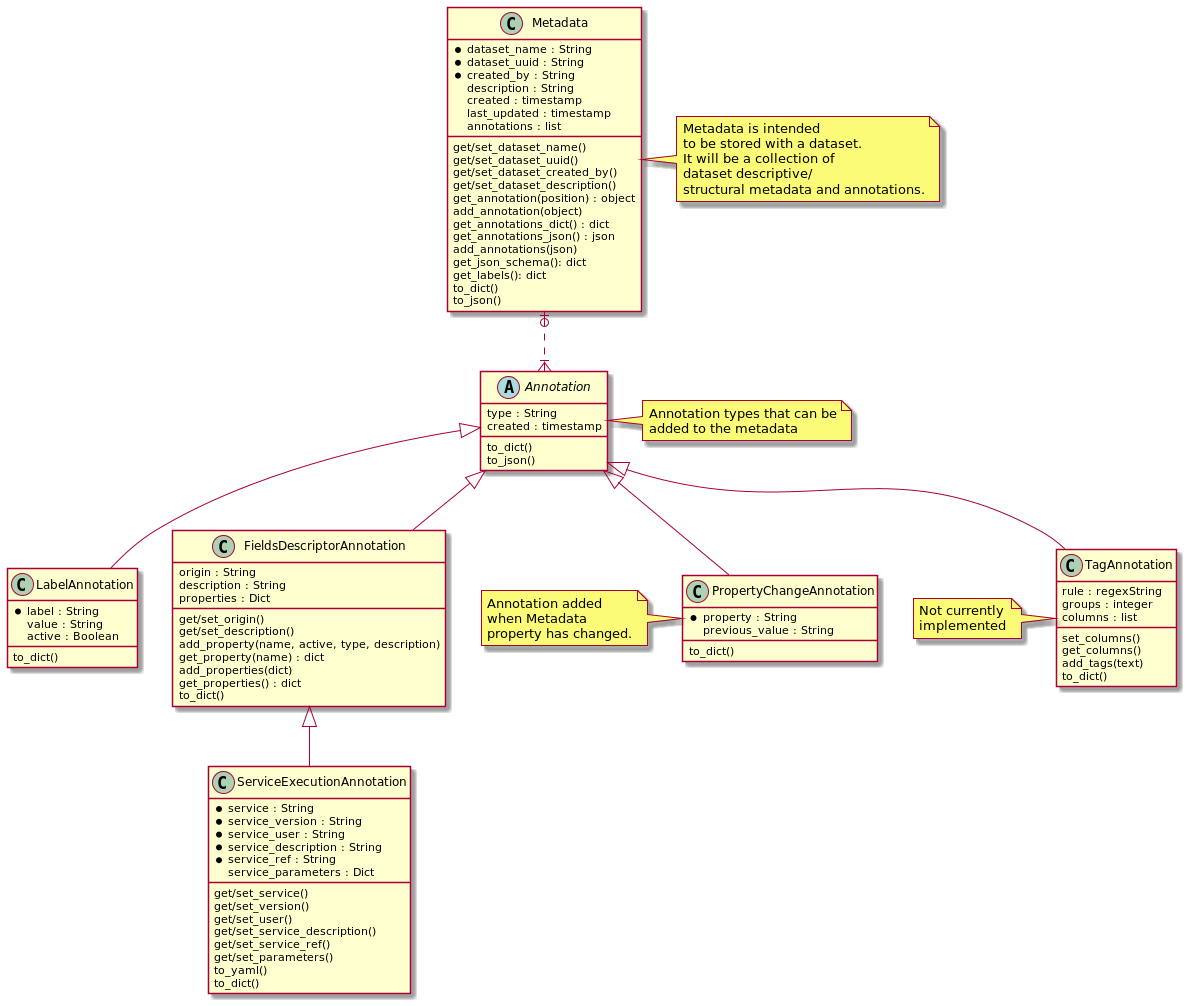 C Metadata
dataset_name : String
dataset_uuid : String
created_by : String
description : String
created : timestamp
last_updated : timestamp
annotations : list
get/set_dataset_name()
get/set_dataset_uuid()
get/set_dataset_created_by()
get/set_dataset_description()
get_annotation(position) : object
add_annotation(object)
get_annotations_dict() : dict
get_annotations_json() : json
add_annotations(json)
get_json_schema(): dict
get_labels(): dict
to_dict()
to_json()
Metadata is intended
to be stored with a dataset.
It will be a collection of
dataset descriptive/
structural metadata and annotations.
A Annotation
type : String
created : timestamp
to_dict()
to_json()
Annotation types that can be
added to the metadata
C LabelAnnotation
label : String
value : String
active : Boolean
to_dict()
C FieldsDescriptorAnnotation
origin : String
description : String
properties : Dict
get/set_origin()
get/set_description()
add_property(name, active, type, description)
get_property(name) : dict
add_properties(dict)
get_properties() : dict
to_dict()
Annotation added
when Metadata
property has changed.
C PropertyChangeAnnotation
property : String
previous_value : String
to_dict()
Not currently
implemented
C TagAnnotation
rule : regexString
groups : integer
columns : list
set_columns()
get_columns()
add_tags(text)
to_dict()
C ServiceExecutionAnnotation
service : String
service_version : String
service_user : String
service_description : String
service_ref : String
service_parameters : Dict
get/set_service()
get/set_version()
get/set_user()
get/set_service_description()
get/set_service_ref()
get/set_parameters()
to_yaml()
to_dict()